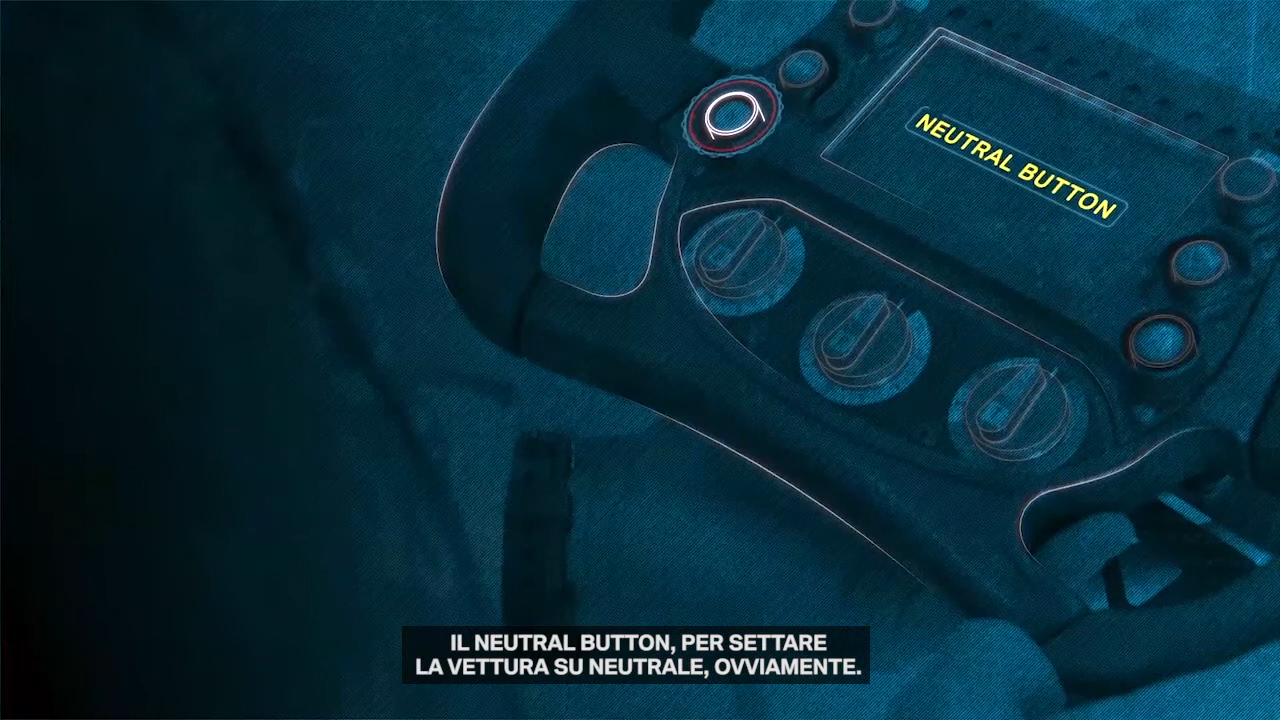 NEUTRAL BUTTON
IL NEUTRAL BUTTON, PER SETTARE
LA VETTURA SU NEUTRALE, OVVIAMENTE.